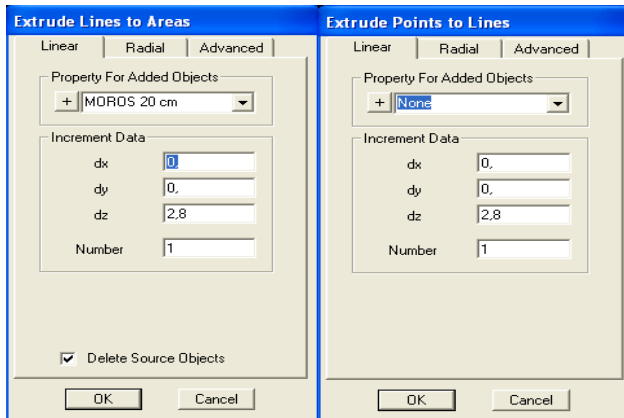 Extrude Lines to Areas
Linear Radial Advanced
Property For Added Objects
+ MOROS 20 cm
Increment Data
dx 0,
dy 0,
dz 2,8
Number 1
Delete Source Objects
OK Cancel
Extrude Points to Lines
Linear Radial Advanced
Property For Added Objects
+ None
Increment Data
dx 0,
dy 0,
dz 2,8
Number 1
OK Cancel